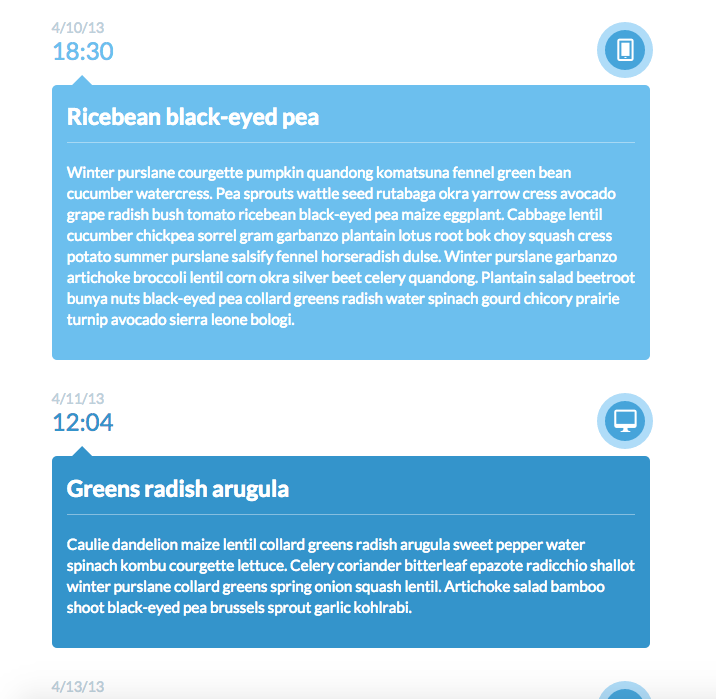 4/10/13
18:30
Ricebean black-eyed pea
Winter purslane courgette pumpkin quandong komatsuna fennel green bean
cucumber watercress. Pea sprouts wattle seed rutabaga okra yarrow cress avocado
grape radish bush tomato ricebean black-eyed pea maize eggplant. Cabbage lentil
cucumber chickpea sorrel gram garbanzo plantain lotus root bok choy squash cress
potato summer purslane salsify fennel horseradish dulse. Winter purslane garbanzo
artichoke broccoli lentil corn okra silver beet celery quandong. Plantain salad beetroot
bunya nuts black-eyed pea collard greens radish water spinach gourd chicory prairie
turnip avocado sierra leone bologi.
4/11/13
12:04
Greens radish arugula
Caulie dandelion maize lentil collard greens radish arugula sweet pepper water
spinach kombu courgette lettuce. Celery coriander bitterleaf epazote radicchio shallot
winter purslane collard greens spring onion squash lentil. Artichoke salad bamboo
shoot black-eyed pea brussels sprout garlic kohlrabi.
4/13/13